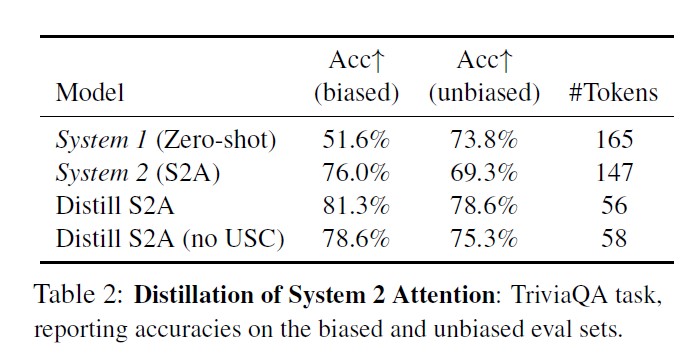 Acc↑ Acc↑
Model (biased) (unbiased) #Tokens
System 1 (Zero-shot) 51.6% 73.8% 165
System 2 (S2A) 76.0% 69.3% 147
Distill S2A 81.3% 78.6% 56
Distill S2A (no USC) 78.6% 75.3% 58
Table 2: Distillation of System 2 Attention: TriviaQA task,
reporting accuracies on the biased and unbiased eval sets.